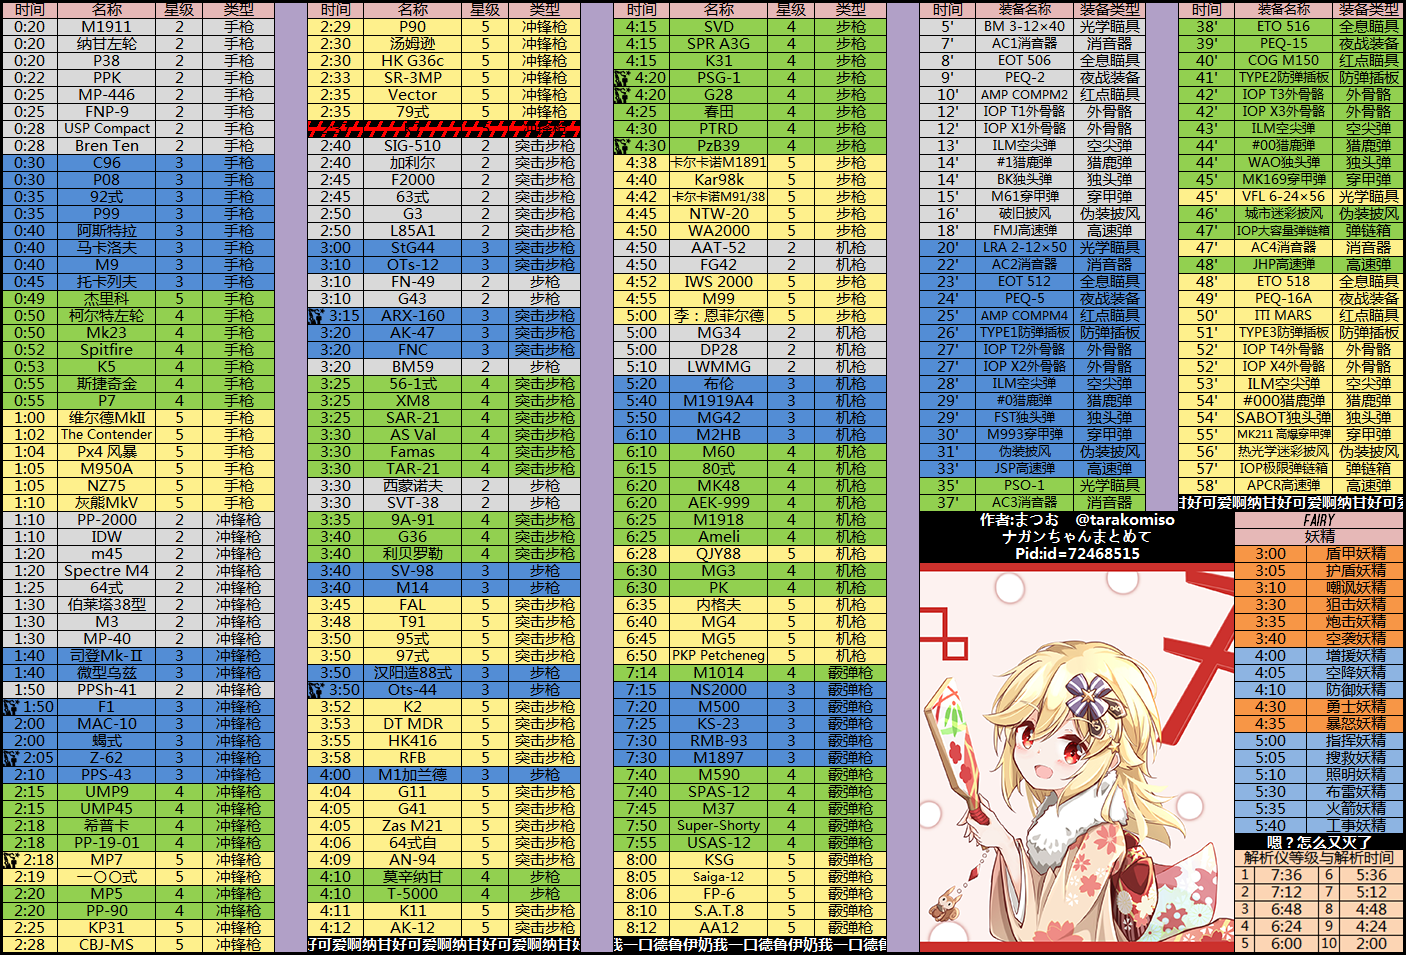 时间 名称 星级 类型
0:20 M1911 2 手枪
0:20 纳甘左轮 2 手枪
0:20 P38 2 手枪
0:22 PPK 2 手枪
0:25 MP-446 2 手枪
0:25 FNP-9 2 手枪
0:28 USP Compact 2 手枪
0:28 Bren Ten 2 手枪
0:30 C96 3 手枪
0:30 P08 3 手枪
0:35 92式 3 手枪
0:35 P99 3 手枪
0:40 阿斯特拉 3 手枪
0:40 马卡洛夫 3 手枪
0:40 M9 3 手枪
0:45 托卡列夫 3 手枪
0:49 杰里科 5 手枪
0:50 柯尔特左轮 4 手枪
0:50 Mk23 4 手枪
0:52 Spitfire 4 手枪
0:53 K5 4 手枪
0:55 斯捷奇金 4 手枪
0:55 P7 4 手枪
1:00 维尔德MkⅡ 5 手枪
1:02 The Contender 5 手枪
1:04 Px4 风暴 5 手枪
1:05 M950A 5 手枪
1:05 NZ75 5 手枪
1:10 灰熊MkV 5 手枪
1:10 PP-2000 2 冲锋枪
1:10 IDW 2 冲锋枪
1:20 m45 2 冲锋枪
1:20 Spectre M4 2 冲锋枪
1:25 64式 2 冲锋枪
1:30 伯莱塔38型 2 冲锋枪
1:30 M3 2 冲锋枪
1:30 MP-40 2 冲锋枪
1:40 司登Mk-Ⅱ 3 冲锋枪
1:40 微型乌兹 3 冲锋枪
1:50 PPSh-41 2 冲锋枪
1:50 F1 3 冲锋枪
2:00 MAC-10 3 冲锋枪
2:00 蝎式 3 冲锋枪
2:05 Z-62 3 冲锋枪
2:10 PPS-43 3 冲锋枪
2:15 UMP9 4 冲锋枪
2:15 UMP45 4 冲锋枪
2:18 希普卡 4 冲锋枪
2:18 PP-19-01 4 冲锋枪
2:18 MP7 5 冲锋枪
2:19 一〇〇式 5 冲锋枪
2:20 MP5 4 冲锋枪
2:20 PP-90 4 冲锋枪
2:25 KP31 5 冲锋枪
2:28 CBJ-MS 5 冲锋枪
时间 名称 星级 类型
2:29 P90 5 冲锋枪
2:30 汤姆逊 5 冲锋枪
2:30 HK G36c 5 冲锋枪
2:33 SR-3MP 5 冲锋枪
2:35 Vector 5 冲锋枪
2:35 79式 5 冲锋枪
2:40 SIG-510 2 突击步枪
2:40 加利尔 2 突击步枪
2:45 F2000 2 突击步枪
2:45 63式 2 突击步枪
2:50 G3 2 突击步枪
2:50 L85A1 2 突击步枪
3:00 StG44 3 突击步枪
3:10 OTs-12 3 突击步枪
3:10 FN-49 2 步枪
3:10 G43 2 步枪
3:15 ARX-160 3 突击步枪
3:20 AK-47 3 突击步枪
3:20 FNC 3 突击步枪
3:20 BM59 2 步枪
3:25 56-1式 4 突击步枪
3:25 XM8 4 突击步枪
3:25 SAR-21 4 突击步枪
3:30 AS Val 4 突击步枪
3:30 Famas 4 突击步枪
3:30 TAR-21 4 突击步枪
3:30 西蒙诺夫 2 步枪
3:30 SVT-38 2 步枪
3:35 9A-91 4 突击步枪
3:40 G36 4 突击步枪
3:40 利贝罗勒 4 突击步枪
3:40 SV-98 3 步枪
3:40 M14 3 步枪
3:45 FAL 5 突击步枪
3:48 T91 5 突击步枪
3:50 95式 5 突击步枪
3:50 97式 5 突击步枪
3:50 汉阳造88式 3 步枪
3:50 Ots-44 3 步枪
3:52 K2 5 突击步枪
3:53 DT MDR 5 突击步枪
3:55 HK416 5 突击步枪
3:58 RFB 5 突击步枪
4:00 M1加兰德 3 步枪
4:04 G11 5 突击步枪
4:05 G41 5 突击步枪
4:05 Zas M21 5 突击步枪
4:06 64式自 5 突击步枪
4:09 AN-94 5 突击步枪
4:10 莫辛纳甘 4 步枪
4:10 T-5000 4 步枪
4:11 K11 5 突击步枪
4:12 AK-12 5 突击步枪
好可爱啊纳甘好可爱啊纳甘好可爱啊纳甘好
时间 名称 星级 类型
4:15 SVD 4 步枪
4:15 SPR A3G 4 步枪
4:15 K31 4 步枪
4:20 PSG-1 4 步枪
4:20 G28 4 步枪
4:25 春田 4 步枪
4:30 PTRD 4 步枪
4:30 PzB39 4 步枪
4:38 卡尔卡诺M1891 5 步枪
4:40 Kar98k 5 步枪
4:42 卡尔卡诺M91/38 5 步枪
4:45 NTW-20 5 步枪
4:50 WA2000 5 步枪
4:50 AAT-52 2 机枪
4:50 FG42 2 机枪
4:52 IWS 2000 5 步枪
4:55 M99 5 步枪
5:00 李：恩菲尔德 5 步枪
5:00 MG34 2 机枪
5:00 DP28 2 机枪
5:10 LWMMG 2 机枪
5:20 布伦 3 机枪
5:40 M1919A4 3 机枪
5:50 MG42 3 机枪
6:10 M2HB 3 机枪
6:10 M60 4 机枪
6:15 80式 4 机枪
6:20 MK48 4 机枪
6:20 AEK-999 4 机枪
6:25 M1918 4 机枪
6:25 Ameli 4 机枪
6:28 QJY88 5 机枪
6:30 MG3 4 机枪
6:30 PK 4 机枪
6:35 内格夫 5 机枪
6:40 MG4 5 机枪
6:45 MG5 5 机枪
6:50 PKP Petcheneg 5 机枪
7:14 M1014 4 霰弹枪
7:15 NS2000 3 霰弹枪
7:20 M500 3 霰弹枪
7:25 KS-23 3 霰弹枪
7:30 RMB-93 3 霰弹枪
7:30 M1897 3 霰弹枪
7:40 M590 4 霰弹枪
7:40 SPAS-12 4 霰弹枪
7:45 M37 4 霰弹枪
7:50 Super-Shorty 4 霰弹枪
7:55 USAS-12 4 霰弹枪
8:00 KSG 5 霰弹枪
8:05 Saiga-12 5 霰弹枪
8:06 FP-6 5 霰弹枪
8:10 S.A.T.8 5 霰弹枪
8:12 AA12 5 霰弹枪
我一口德鲁伊奶我一口德鲁伊奶我一口德鲁
时间 装备名称 装备类型
5' BM 3-12×40 光学瞄具
7' AC1消音器 消音器
8' EOT 506 全息瞄具
9' PEQ-2 夜战装备
10' AMP COMPM2 红点瞄具
12' IOP T1外骨骼 外骨骼
12' IOP X1外骨骼 外骨骼
13' ILM空尖弹 空尖弹
14' #1猎鹿弹 猎鹿弹
14' BK独头弹 独头弹
15' M61穿甲弹 穿甲弹
16' 破旧披风 伪装披风
18' FMJ高速弹 高速弹
20' LRA 2-12×50 光学瞄具
22' AC2消音器 消音器
23' EOT 512 全息瞄具
24' PEQ-5 夜战装备
25' AMP COMPM4 红点瞄具
26' TYPE1防弹插板 防弹插板
27' IOP T2外骨骼 外骨骼
27' IOP X2外骨骼 外骨骼
28' ILM空尖弹 空尖弹
29' #0猎鹿弹 猎鹿弹
29' FST独头弹 独头弹
30' M993穿甲弹 穿甲弹
31' 伪装披风 伪装披风
33' JSP高速弹 高速弹
35' PSO-1 光学瞄具
37' AC3消音器 消音器
时间 装备名称 装备类型
38' ETO 516 全息瞄具
39' PEQ-15 夜战装备
40' COG M150 红点瞄具
41' TYPE2防弹插板 防弹插板
42' IOP T3外骨骼 外骨骼
42' IOP X3外骨骼 外骨骼
43' ILM空尖弹 空尖弹
44' #00猎鹿弹 猎鹿弹
44' WAO独头弹 独头弹
45' MK169穿甲弹 穿甲弹
45' VFL 6-24×56 光学瞄具
46' 城市迷彩披风 伪装披风
47' IOP大容量弹链箱 弹链箱
47' AC4消音器 消音器
48' JHP高速弹 高速弹
48' ETO 518 全息瞄具
49' PEQ-16A 夜战装备
50' ITI MARS 红点瞄具
51' TYPE3防弹插板 防弹插板
52' IOP T4外骨骼 外骨骼
52' IOP X4外骨骼 外骨骼
53' ILM空尖弹 空尖弹
54' #000猎鹿弹 猎鹿弹
54' SABOT独头弹 独头弹
55' MK211 高爆穿甲弹 穿甲弹
56' 热光学迷彩披风 伪装披风
57' IOP极限弹链箱 弹链箱
58' APCR高速弹 高速弹
甘好可爱啊纳甘好可爱啊纳甘好可爱
作者:まつお @tarakomiso
ナガンちゃんまとめて
Pid:id=72468515
FAIRY
妖精
3:00 盾甲妖精
3:05 护盾妖精
3:10 嘲讽妖精
3:30 狙击妖精
3:35 炮击妖精
3:40 空袭妖精
4:00 增援妖精
4:05 空降妖精
4:10 防御妖精
4:30 勇士妖精
4:35 暴怒妖精
5:00 指挥妖精
5:05 搜救妖精
5:10 照明妖精
5:30 布雷妖精
5:35 火箭妖精
5:40 工事妖精
嗯？怎么又灭了
解析仪等级与解析时间
1 7:36 6 5:36
2 7:12 7 5:12
3 6:48 8 4:48
4 6:24 9 4:24
5 6:00 10 2:00